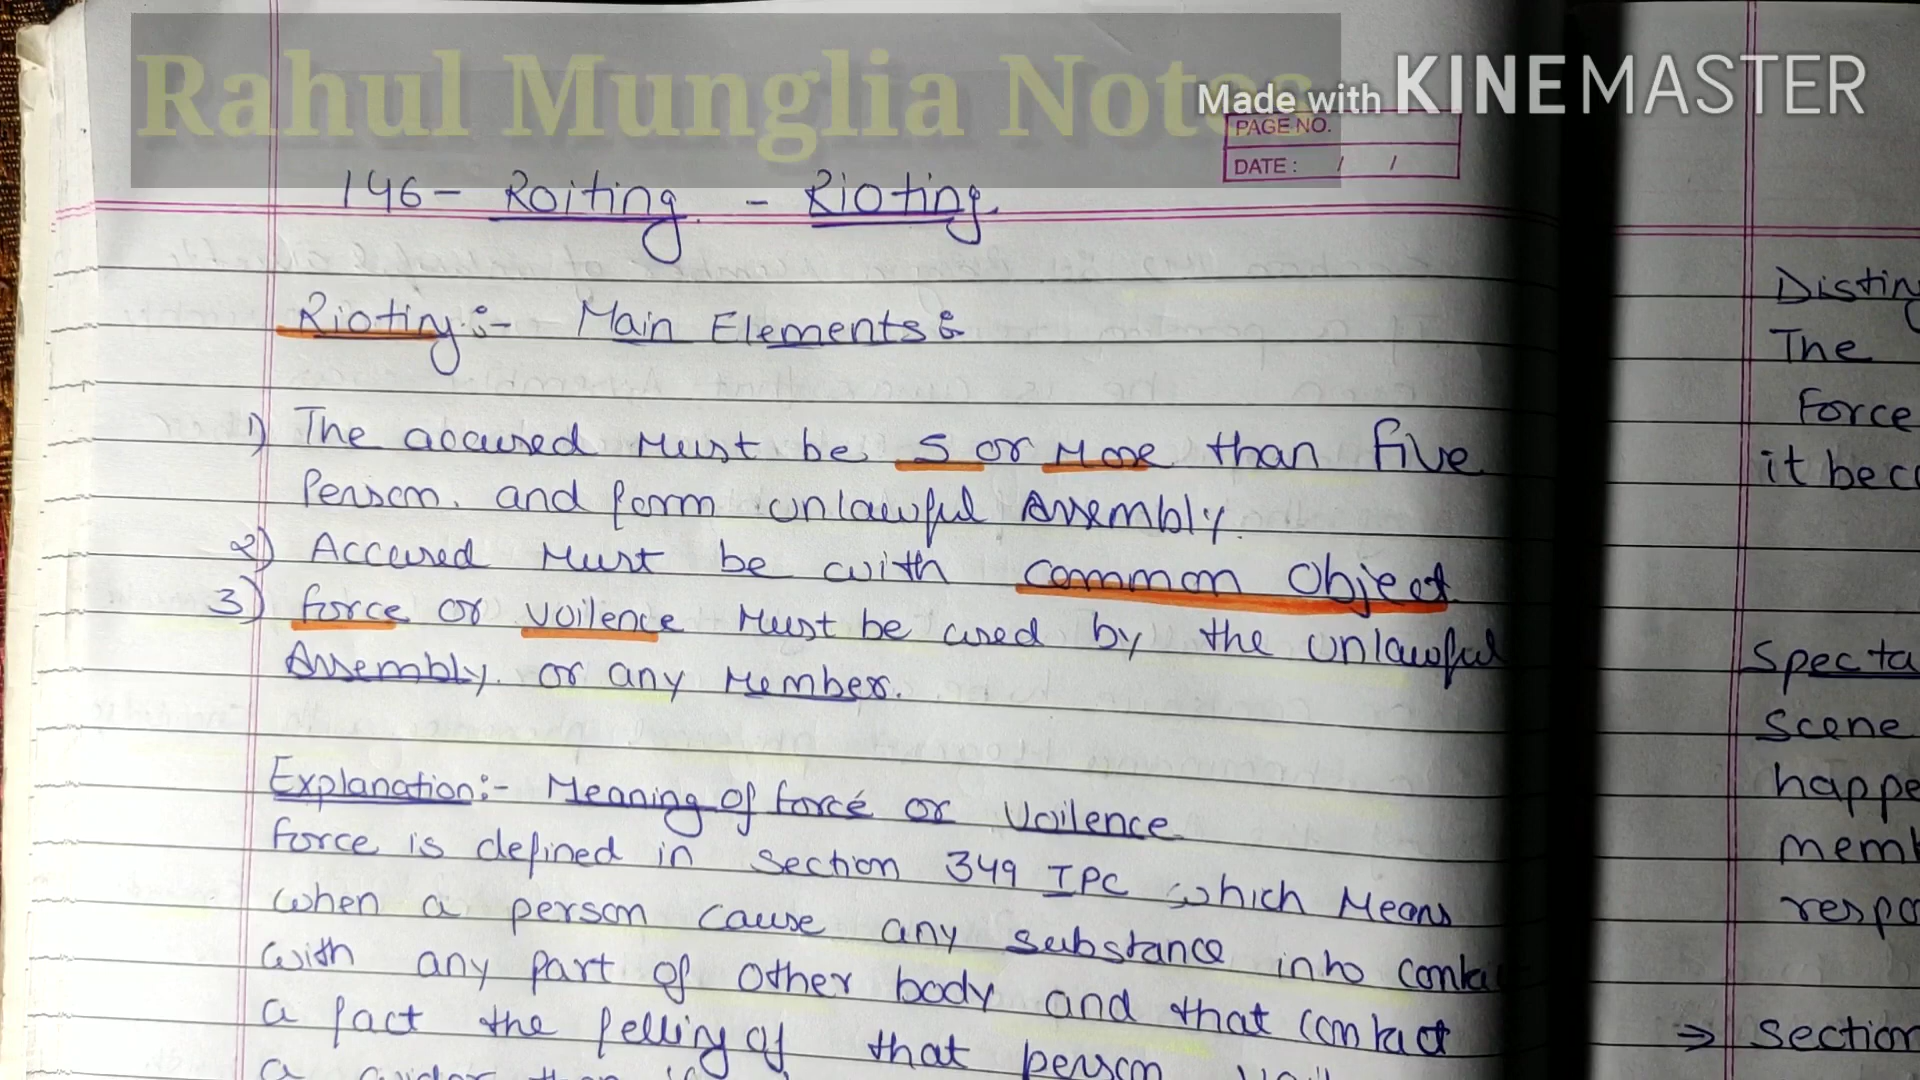 Rahul Munglia Notes
Made with KINEMASTER
PAGE NO.
DATE : / /
146 - Roiting - Rioting
Rioting :- Main Elements :
1) The accused must be 5 or More than five
Person. and form unlawful Assembly.
2) Accused Must be with common Object
3) force or voilence Must be used by the unlawful
Assembly. or any Member.
Explanation :- Meaning of force or Voilence
force is defined in section 349 IPC which Means
when a person cause any substance into
with any part of other body and that contact
a fact the felling of that person
Distin
The
Force
it bec
Specta
scene
happe
memb
respo
⇒ section